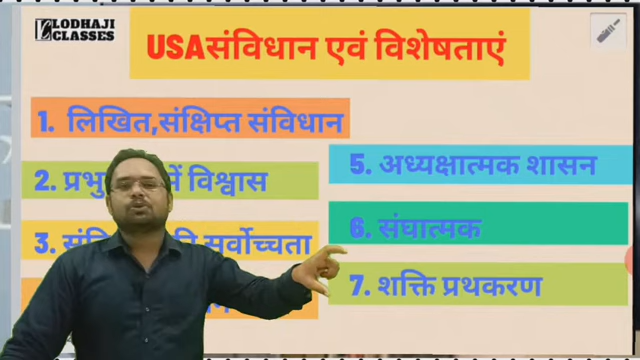 LODHAJI
CLASSES
USAसंविधान एवं विशेषताएं
1. लिखित,संक्षिप्त संविधान
2. में विश्वास
3. सर्वोच्चता
5. अध्यक्षात्मक शासन
6. संघात्मक
7. शक्ति प्रथकरण